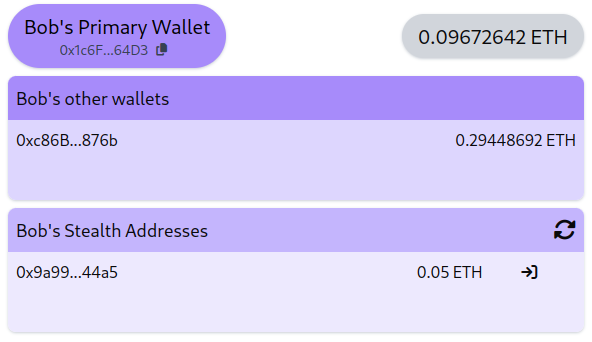 Bob's Primary Wallet
0x1c6F...64D3
0.09672642 ETH
Bob's other wallets
0xc86B...876b 0.29448692 ETH
Bob's Stealth Addresses
0x9a99...44a5 0.05 ETH